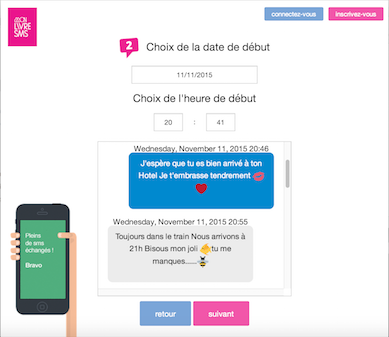 mon
LIVRE
SMS
connectez-vous
inscrivez-vous
2 Choix de la date de début
11/11/2015
Choix de l'heure de début
20 : 41
Wednesday, November 11, 2015 20:46
J'espère que tu es bien arrivé à ton
Hotel Je t'embrasse tendrement
Wednesday, November 11, 2015 20:55
Toujours dans le train Nous arrivons à
21h Bisous mon joli tu me
manques......
Pleins
de sms
échangés !
Bravo
retour
suivant